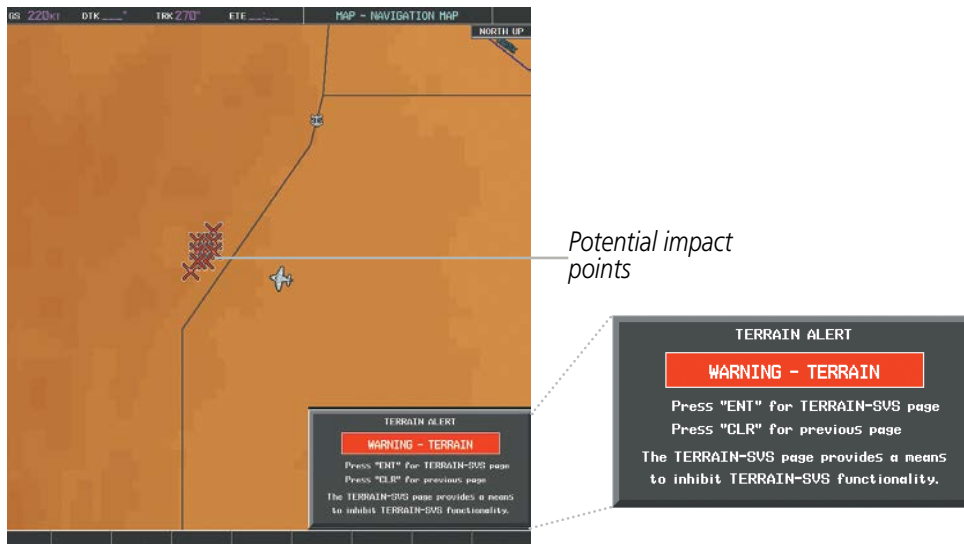 GS 220KT DTK ___° TRK 270° ETE __:__ MAP - NAVIGATION MAP
NORTH UP
Potential impact
points
TERRAIN ALERT
WARNING - TERRAIN
Press "ENT" for TERRAIN-SVS page
Press "CLR" for previous page
The TERRAIN-SVS page provides a means
to inhibit TERRAIN-SVS functionality.
TERRAIN ALERT
WARNING - TERRAIN
Press "ENT" for TERRAIN-SVS page
Press "CLR" for previous page
The TERRAIN-SVS page provides a means
to inhibit TERRAIN-SVS functionality.